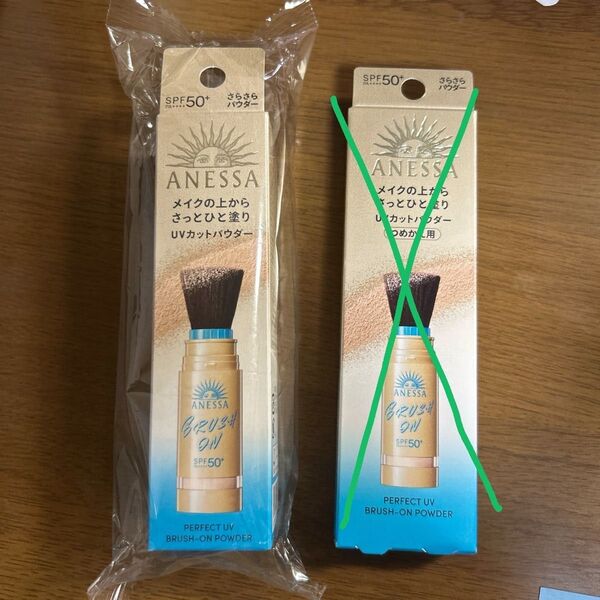 SPF50+
PA++++
さらさら
パウダー
ANESSA
メイクの上から
さっとひと塗り
UVカットパウダー
ANESSA
BRUSH
ON
SPF50+
PERFECT UV
BRUSH-ON POWDER
SPF50+
PA++++
さらさら
パウダー
ANESSA
メイクの上から
さっとひと塗り
UVカットパウダー
つめかえ用
ANESSA
BRUSH
ON
SPF50+
PERFECT UV
BRUSH-ON POWDER